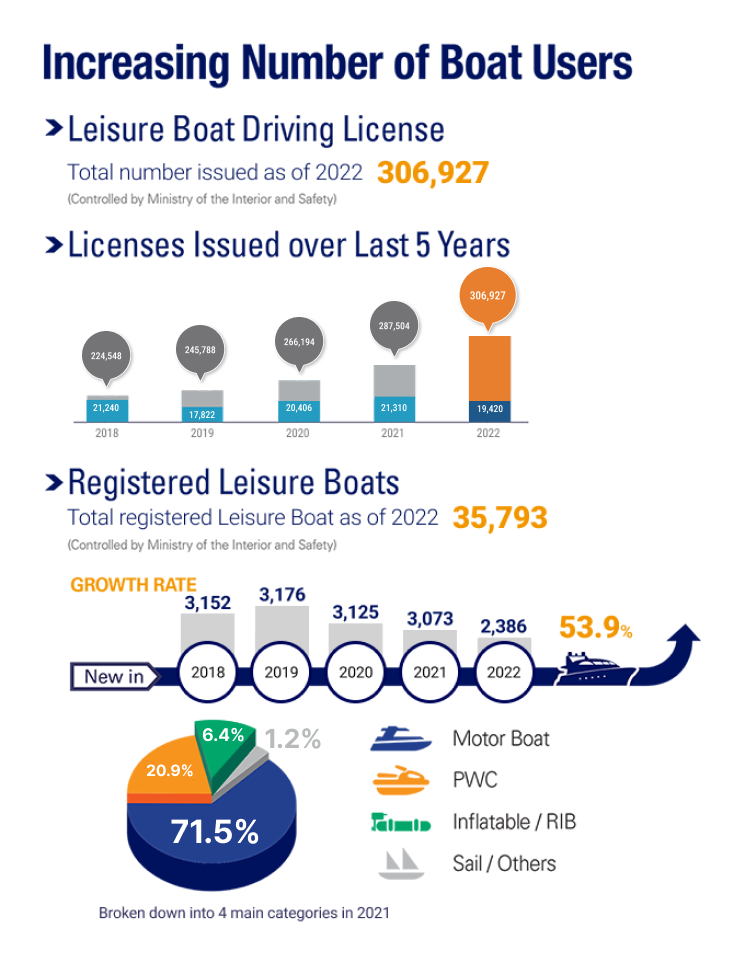 Increasing Number of Boat Users
Leisure Boat Driving License
Total number issued as of 2022 306,927
(Controlled by Ministry of the Interior and Safety)
Licenses Issued over Last 5 Years
224,548
245,788
266,194
287,504
306,927
21,240
17,822
20,406
21,310
19,420
2018 2019 2020 2021 2022
Registered Leisure Boats
Total registered Leisure Boat as of 2022 35,793
(Controlled by Ministry of the Interior and Safety)
GROWTH RATE
3,152 3,176 3,125 3,073 2,386 53.9%
New in 2018 2019 2020 2021 2022
6.4% 1.2%
20.9%
71.5%
Motor Boat
PWC
Inflatable / RIB
Sail / Others
Broken down into 4 main categories in 2021